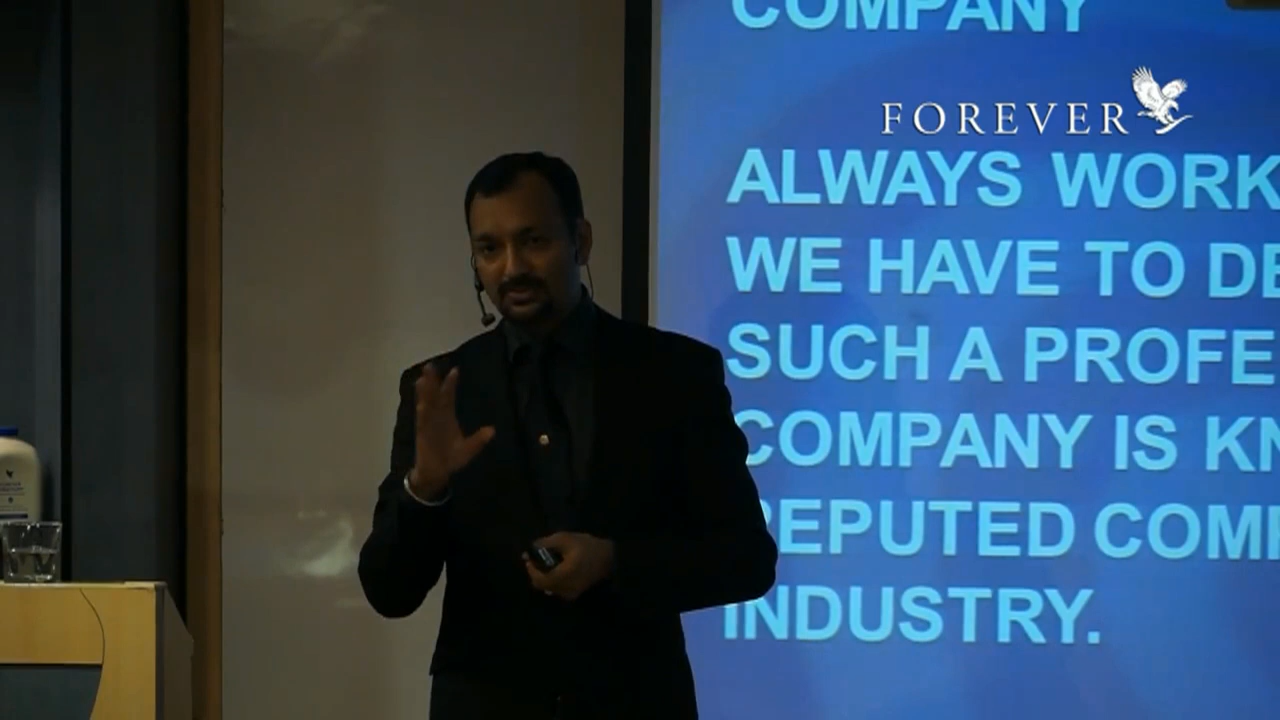 COMPANY
FOREVER
ALWAYS WORK
WE HAVE TO DE
SUCH A PROFE
COMPANY IS KN
REPUTED COM
INDUSTRY.